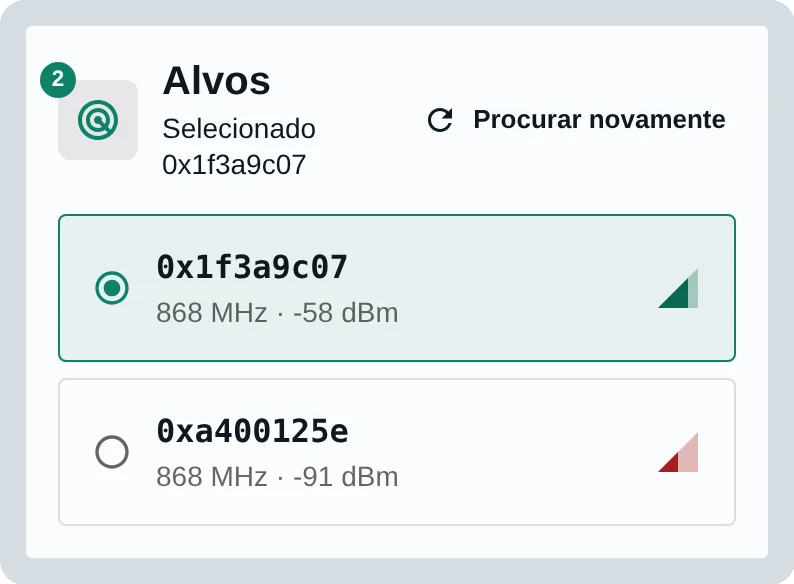 2
Alvos
Selecionado
0x1f3a9c07
Procurar novamente
0x1f3a9c07
868 MHz · -58 dBm
0xa400125e
868 MHz · -91 dBm